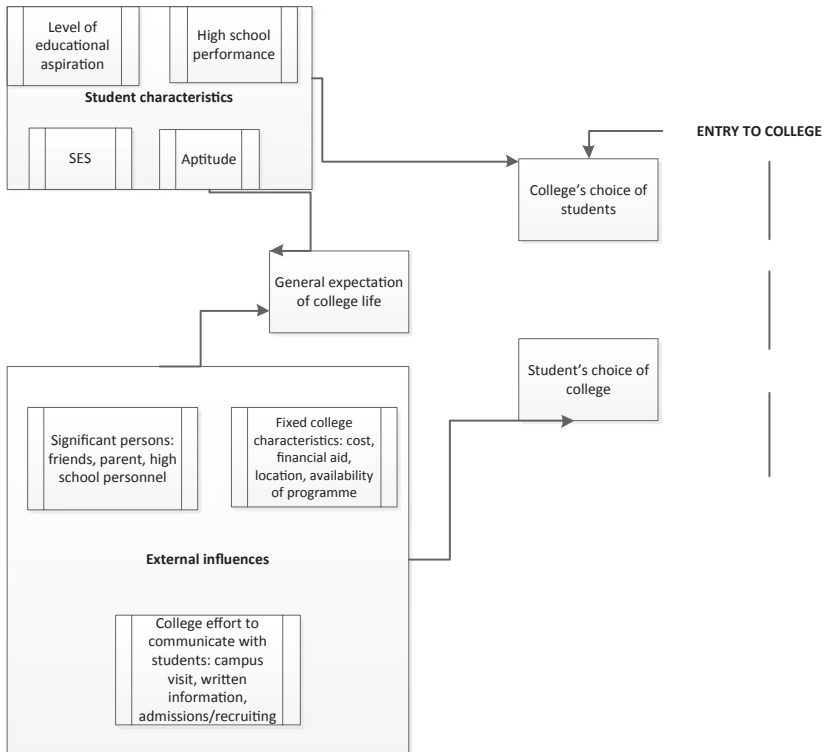 Level of
educational
aspiration
High school
performance
Student characteristics
SES
Aptitude
ENTRY TO COLLEGE
College’s choice of
students
General expectation
of college life
Student’s choice of
college
Significant persons:
friends, parent, high
school personnel
Fixed college
characteristics: cost,
financial aid,
location, availability
of programme
External influences
College effort to
communicate with
students: campus
visit, written
information,
admissions/recruiting